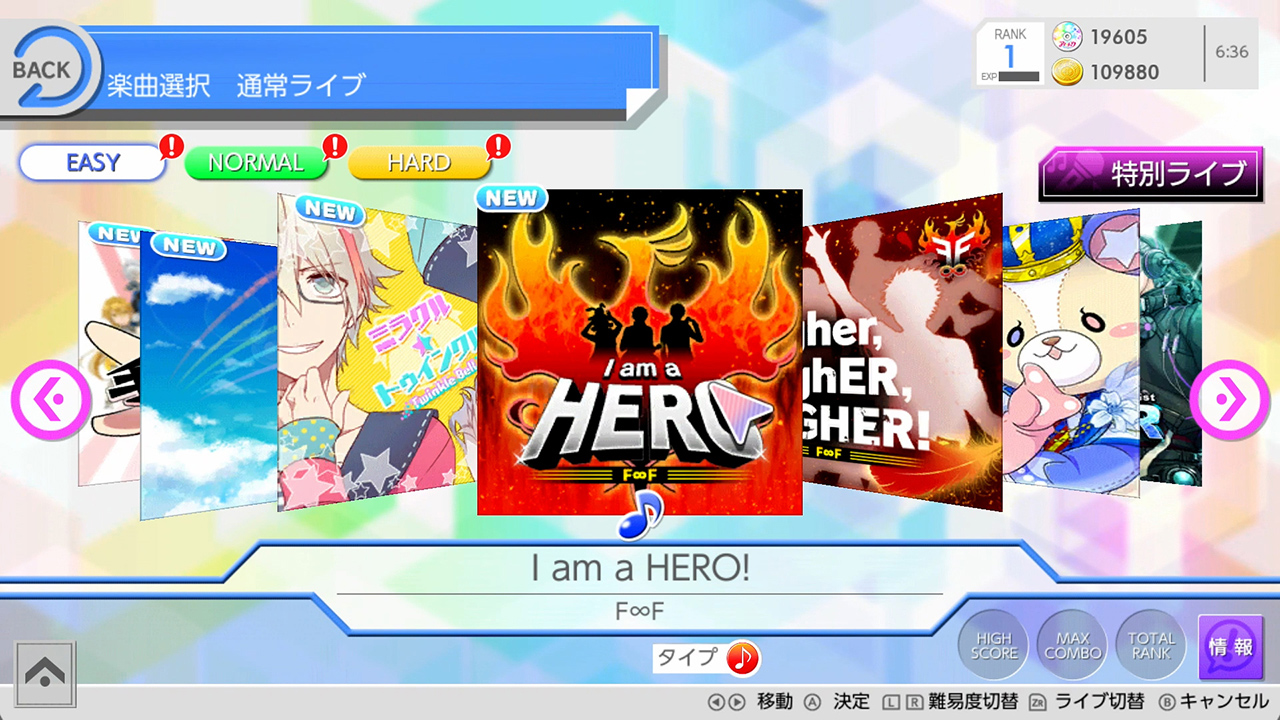 BACK
楽曲選択 通常ライブ
RANK
1
EXP
19605
109880
6:36
EASY
!
NORMAL
!
HARD
!
特別ライブ
NEW
NEW
NEW
ミラクル
★
トゥインクル
Twinkle Bell
NEW
I am a
HERO
F∞F
gher,
ghER,
GHER!
FF
F∞F
I am a HERO!
F∞F
タイプ
HIGH
SCORE
MAX
COMBO
TOTAL
RANK
情報
移動 A 決定 L R 難易度切替 ZR ライブ切替 B キャンセル